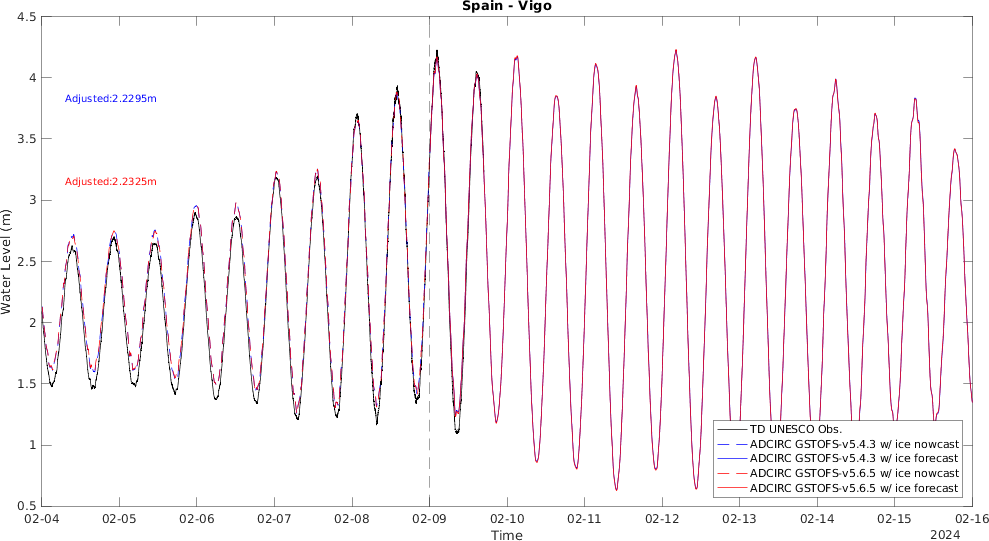 Spain - Vigo
4.5
4
3.5
3
2.5
2
1.5
1
0.5
Water Level (m)
Adjusted:2.2295m
Adjusted:2.2325m
TD UNESCO Obs.
ADCIRC GSTOFS-v5.4.3 w/ ice nowcast
ADCIRC GSTOFS-v5.4.3 w/ ice forecast
ADCIRC GSTOFS-v5.6.5 w/ ice nowcast
ADCIRC GSTOFS-v5.6.5 w/ ice forecast
02-04 02-05 02-06 02-07 02-08 02-09 02-10 02-11 02-12 02-13 02-14 02-15 02-16
Time
2024